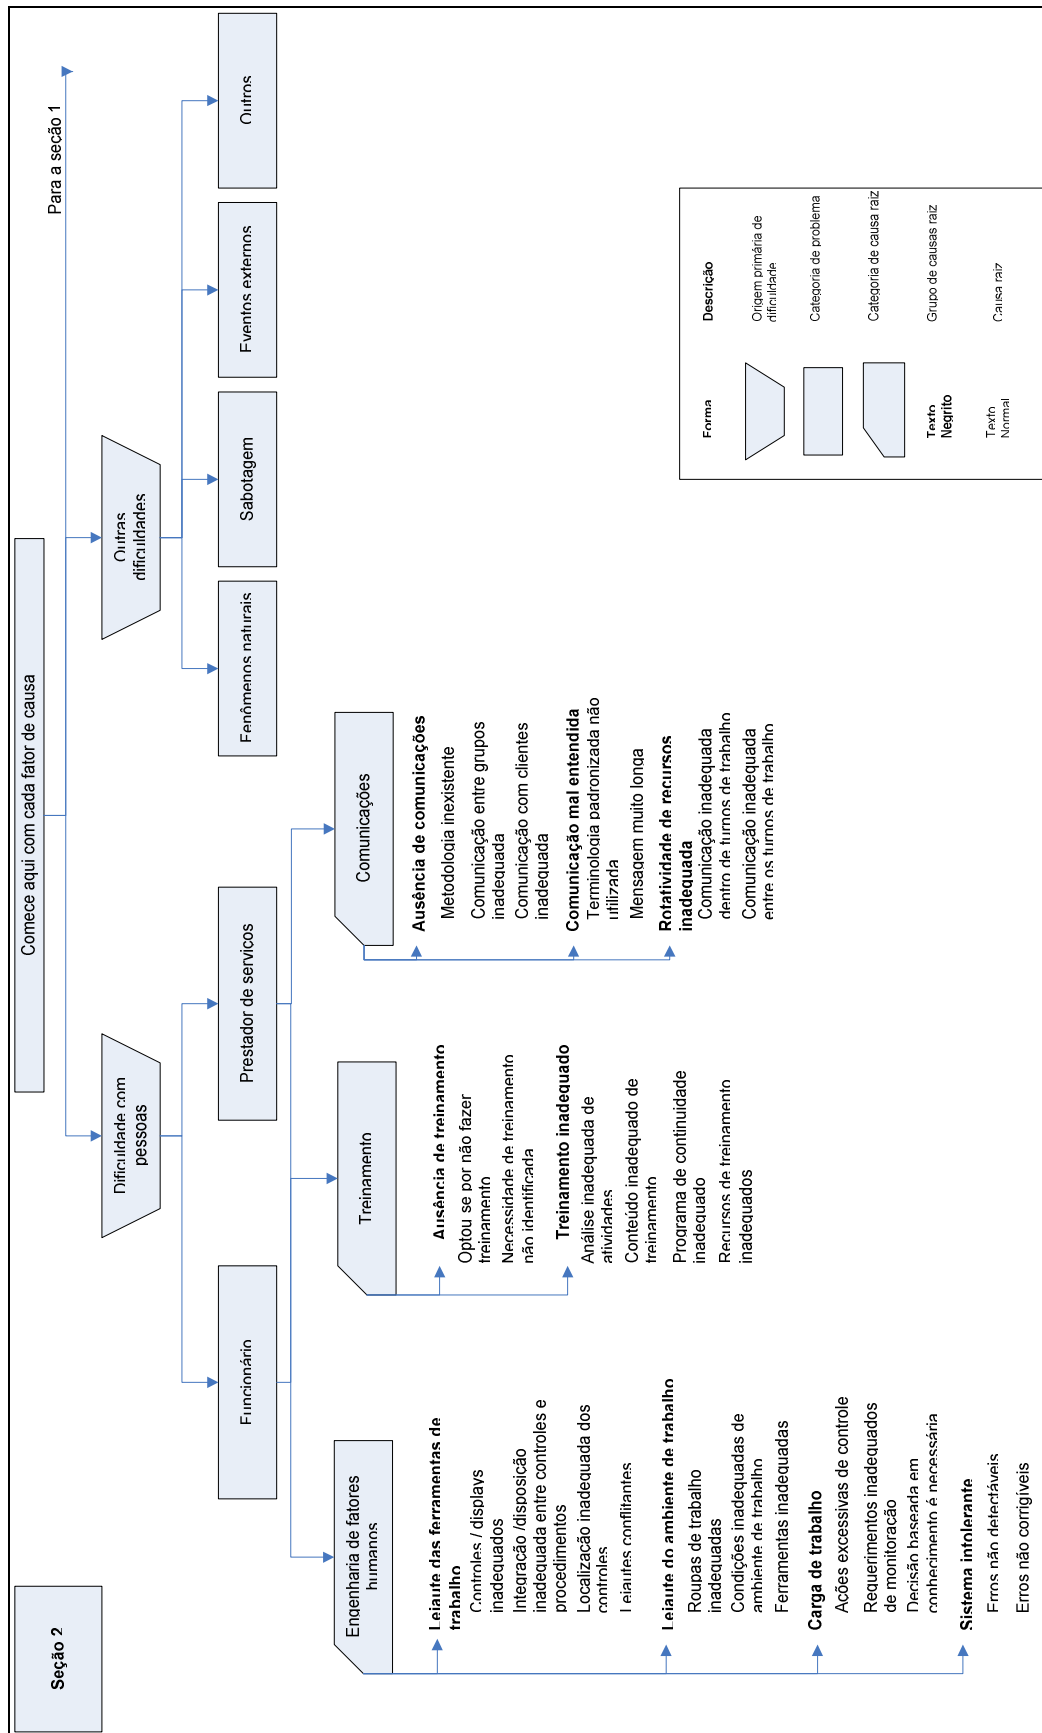 Seção 2
Comece aqui com cada fator de causa
Para a seção 1
Dificuldade com
pessoas
Outras
dificuldades
Funcionário
Prestador de serviços
Fenômenos naturais
Sabotagem
Eventos externos
Outros
Engenharia de fatores
humanos
Leiaute das ferramentas de
trabalho
Controles / displays
inadequados
Integração /disposição
inadequada entre controles e
procedimentos
Localização inadequada dos
controles
Leiautes conflitantes
Leiaute do ambiente de trabalho
Roupas de trabalho
inadequadas
Condições inadequadas de
ambiente de trabalho
Ferramentas inadequadas
Carga de trabalho
Ações excessivas de controle
Requerimentos inadequados
de monitoração
Decisão baseada em
conhecimento é necessária
Sistema intolerante
Erros não detectáveis
Erros não corrigíveis
Treinamento
Ausência de treinamento
Optou se por não fazer
treinamento
Necessidade de treinamento
não identificada
Treinamento inadequado
Análise inadequada de
atividades
Conteúdo inadequado de
treinamento
Programa de continuidade
inadequado
Recursos de treinamento
inadequados
Comunicações
Ausência de comunicações
Metodologia inexistente
Comunicação entre grupos
inadequada
Comunicação com clientes
inadequada
Comunicação mal entendida
Terminologia padronizada não
utilizada
Mensagem muito longa
Rotatividade de recursos
inadequada
Comunicação inadequada
dentro de turnos de trabalho
Comunicação inadequada
entre os turnos de trabalho
Forma
Descrição
Origem primária de
dificuldade
Categoria de problema
Categoria de causa raiz
Texto
Negrito
Grupo de causas raiz
Texto
Normal
Causa raiz